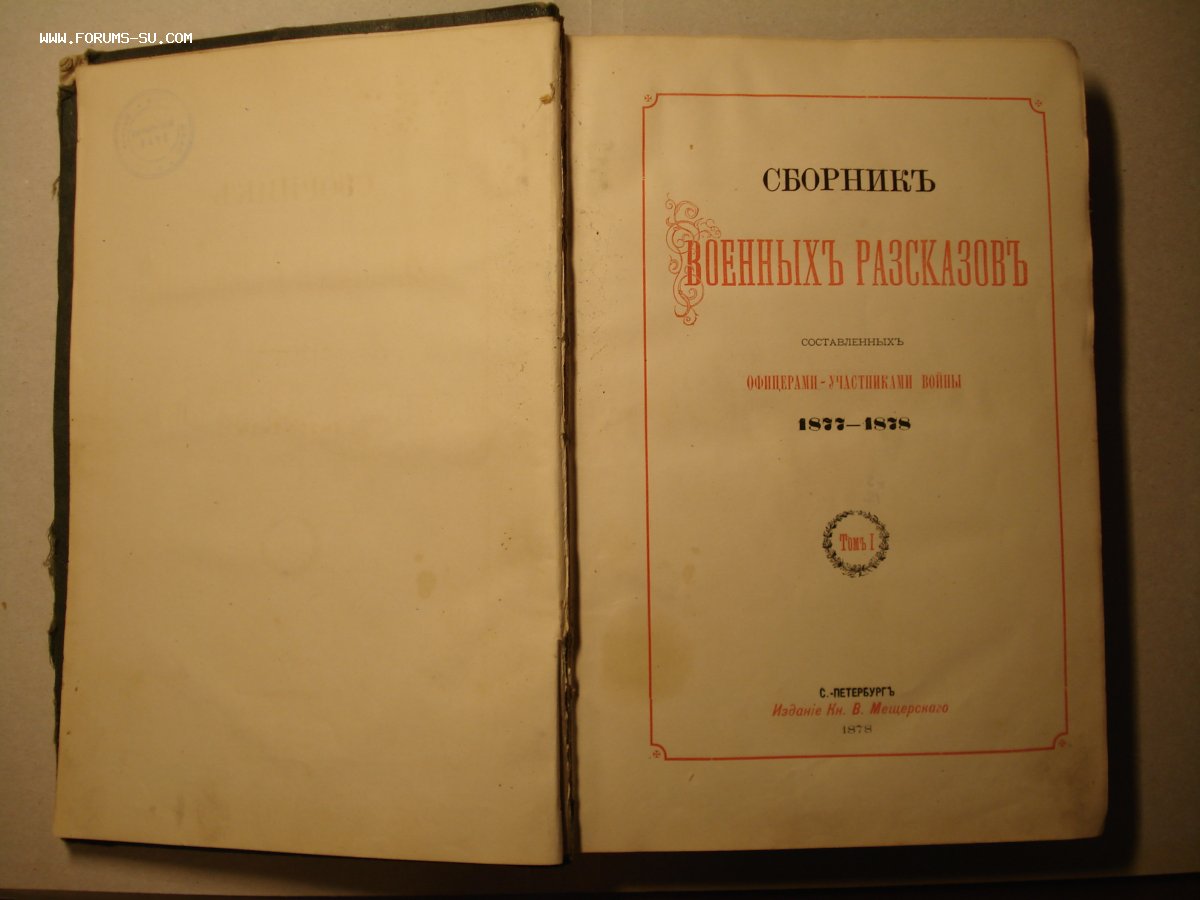 WWW.FORUMS-SU.COM
СБОРНИКЪ
ВОЕННЫХЪ РАЗСКАЗОВЪ
СОСТАВЛЕННЫХЪ
ОФИЦЕРАМИ-УЧАСТНИКАМИ ВОЙНЫ
1877—1878
Томъ I
С.-ПЕТЕРБУРГЪ
Изданіе Кн. В. Мещерскаго
1878